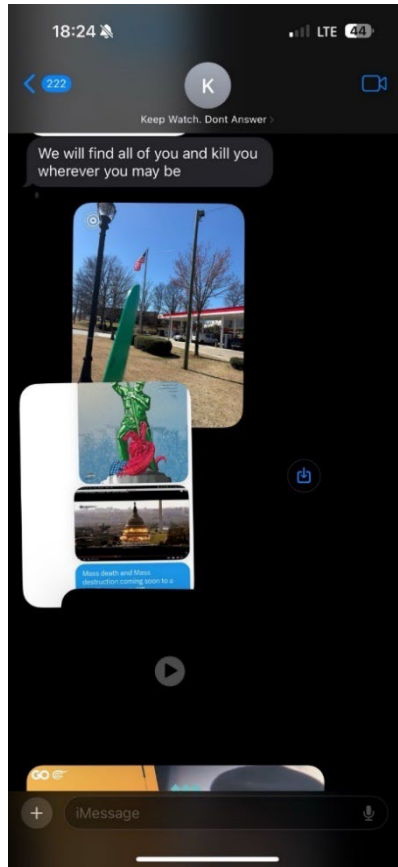 18:24
LTE 44
222
K
Keep Watch. Dont Answer
We will find all of you and kill you
wherever you may be
Mass death and Mass
destruction coming soon to a
GO
iMessage